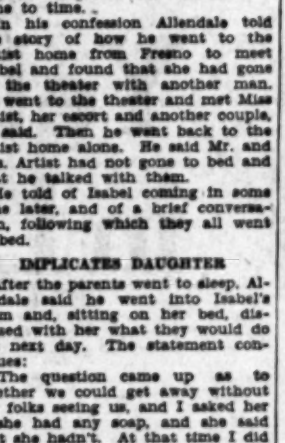 e to time.
n his confession Allendale told
story of how he went to the
ist home from Fresno to meet
bel and found that she had gone
the theater with another man.
went to the theater and met Miss
ist, her escort and another couple,
said. Then he went back to the
ist home alone. He said Mr. and
s. Artist had not gone to bed and
t he talked with them.
le told of Isabel coming in some
e later, and of a brief conversa-
n, following which they all went
bed.
IMPLICATES DAUGHTER
After the parents went to sleep, Al-
dale said he went into Isabel's
m and, sitting on her bed, dis-
sed with her what they would do
next day. The statement con-
ues:
The question came up as to
ether we could get away without
folks seeing us, and I asked her
she had any soap, and she said
t she hadn't. At that time I did